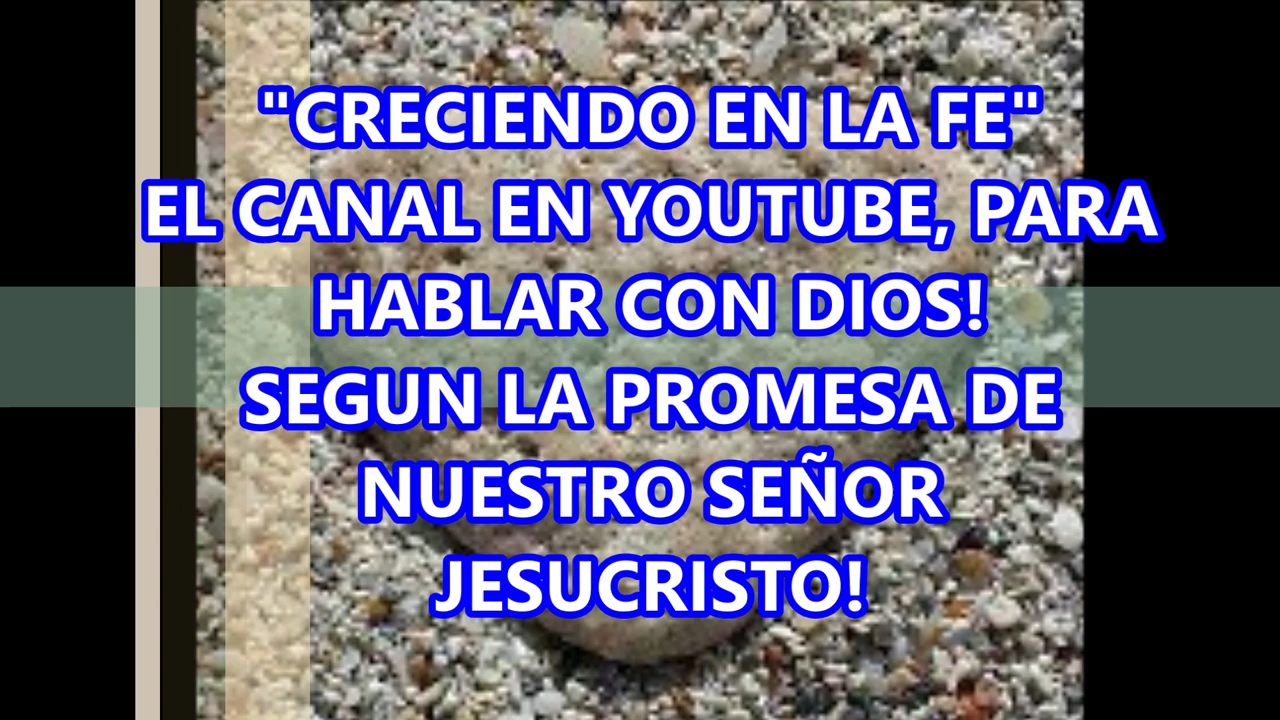 "CRECIENDO EN LA FE"
EL CANAL EN YOUTUBE, PARA
HABLAR CON DIOS!
SEGUN LA PROMESA DE
NUESTRO SEÑOR
JESUCRISTO!